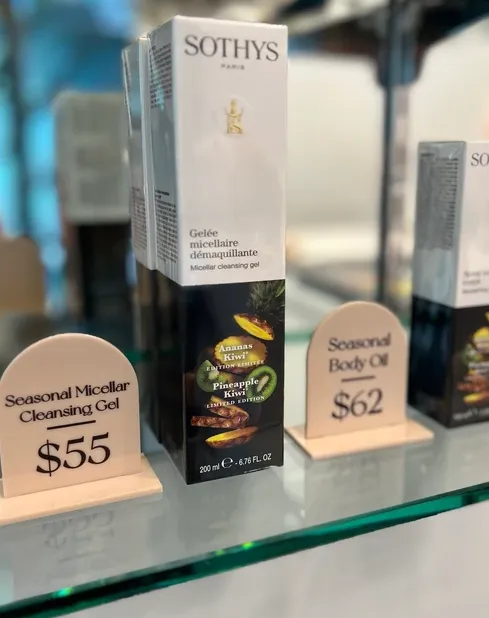 SOTHYS
PARIS
Gelée
micellaire
démaquillante
Micellar cleansing gel
Ananas
Kiwi
EDITION LIMITÉE
Pineapple
Kiwi
LIMITED EDITION
200 ml ℮ - 6.76 FL. OZ
Seasonal Micellar
Cleansing Gel
$55
Seasonal
Body Oil
$62
SO